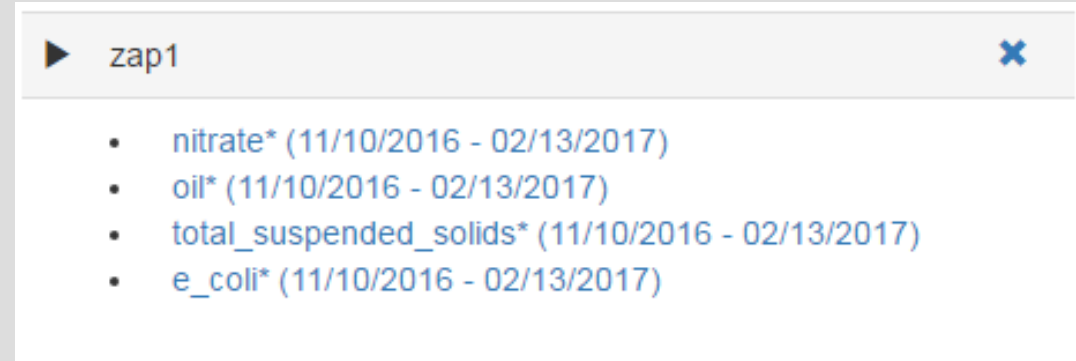 zap1
nitrate* (11/10/2016 - 02/13/2017)
oil* (11/10/2016 - 02/13/2017)
total_suspended_solids* (11/10/2016 - 02/13/2017)
e_coli* (11/10/2016 - 02/13/2017)